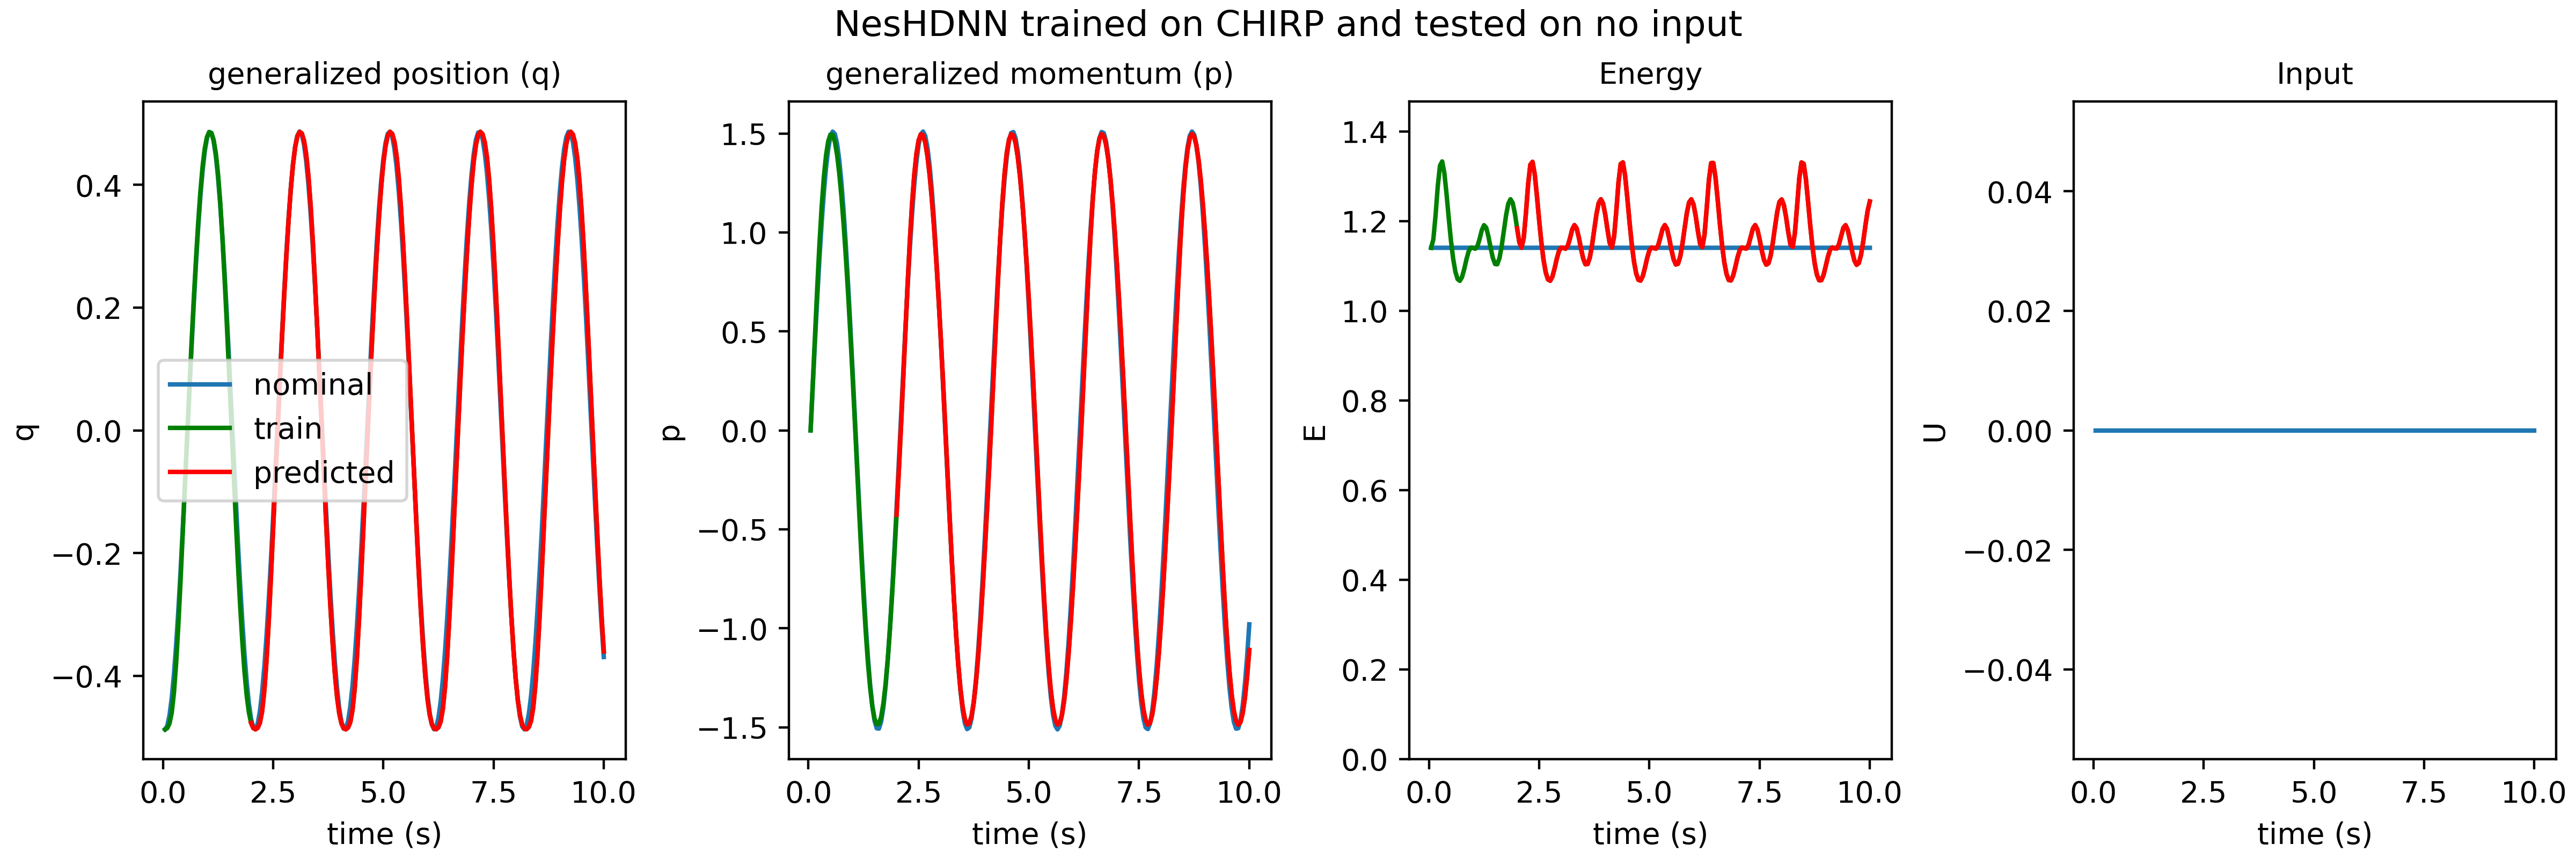 NesHDNN trained on CHIRP and tested on no input
generalized position (q)
q
0.4
0.2
0.0
−0.2
−0.4
nominal
train
predicted
0.0 2.5 5.0 7.5 10.0
time (s)
generalized momentum (p)
p
1.5
1.0
0.5
0.0
−0.5
−1.0
−1.5
0.0 2.5 5.0 7.5 10.0
time (s)
Energy
E
1.4
1.2
1.0
0.8
0.6
0.4
0.2
0.0
0.0 2.5 5.0 7.5 10.0
time (s)
Input
U
0.04
0.02
0.00
−0.02
−0.04
0.0 2.5 5.0 7.5 10.0
time (s)